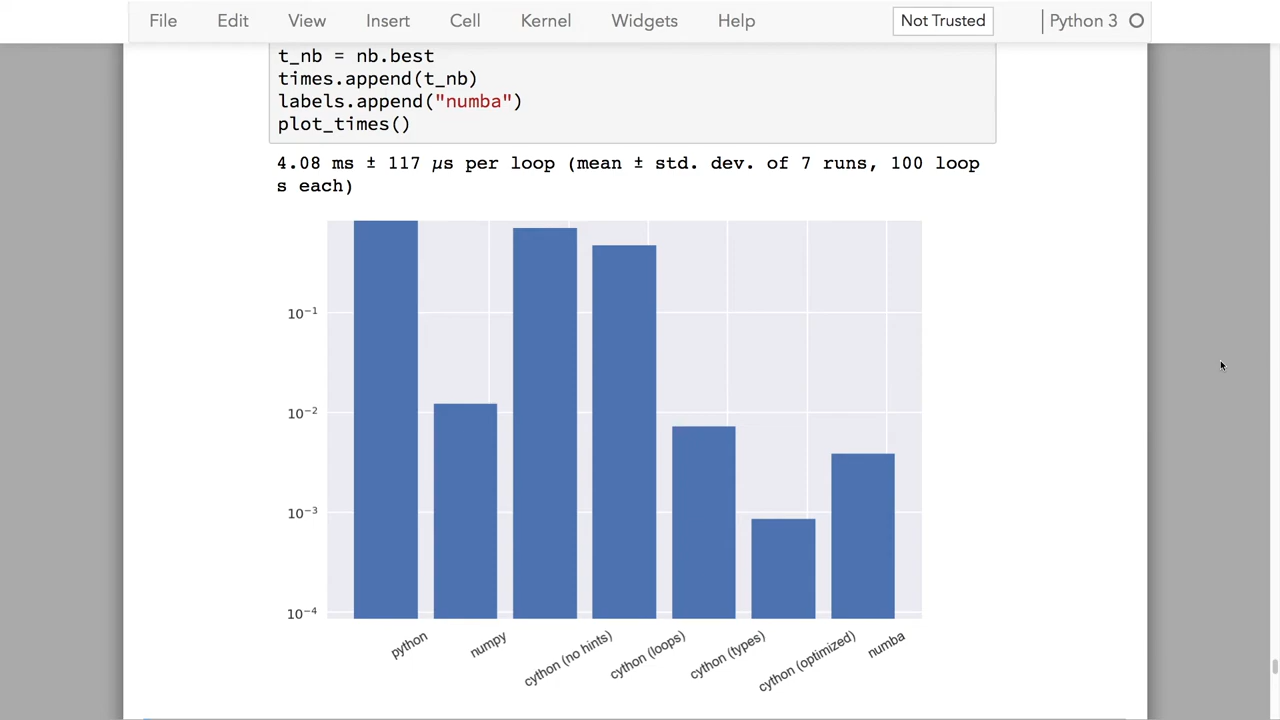 File Edit View Insert Cell Kernel Widgets Help Not Trusted Python 3
t_nb = nb.best
times.append(t_nb)
labels.append("numba")
plot_times()
4.08 ms ± 117 µs per loop (mean ± std. dev. of 7 runs, 100 loop
s each)
10⁻¹
10⁻²
10⁻³
10⁻⁴
python numpy cython (no hints) cython (loops) cython (types) cython (optimized) numba